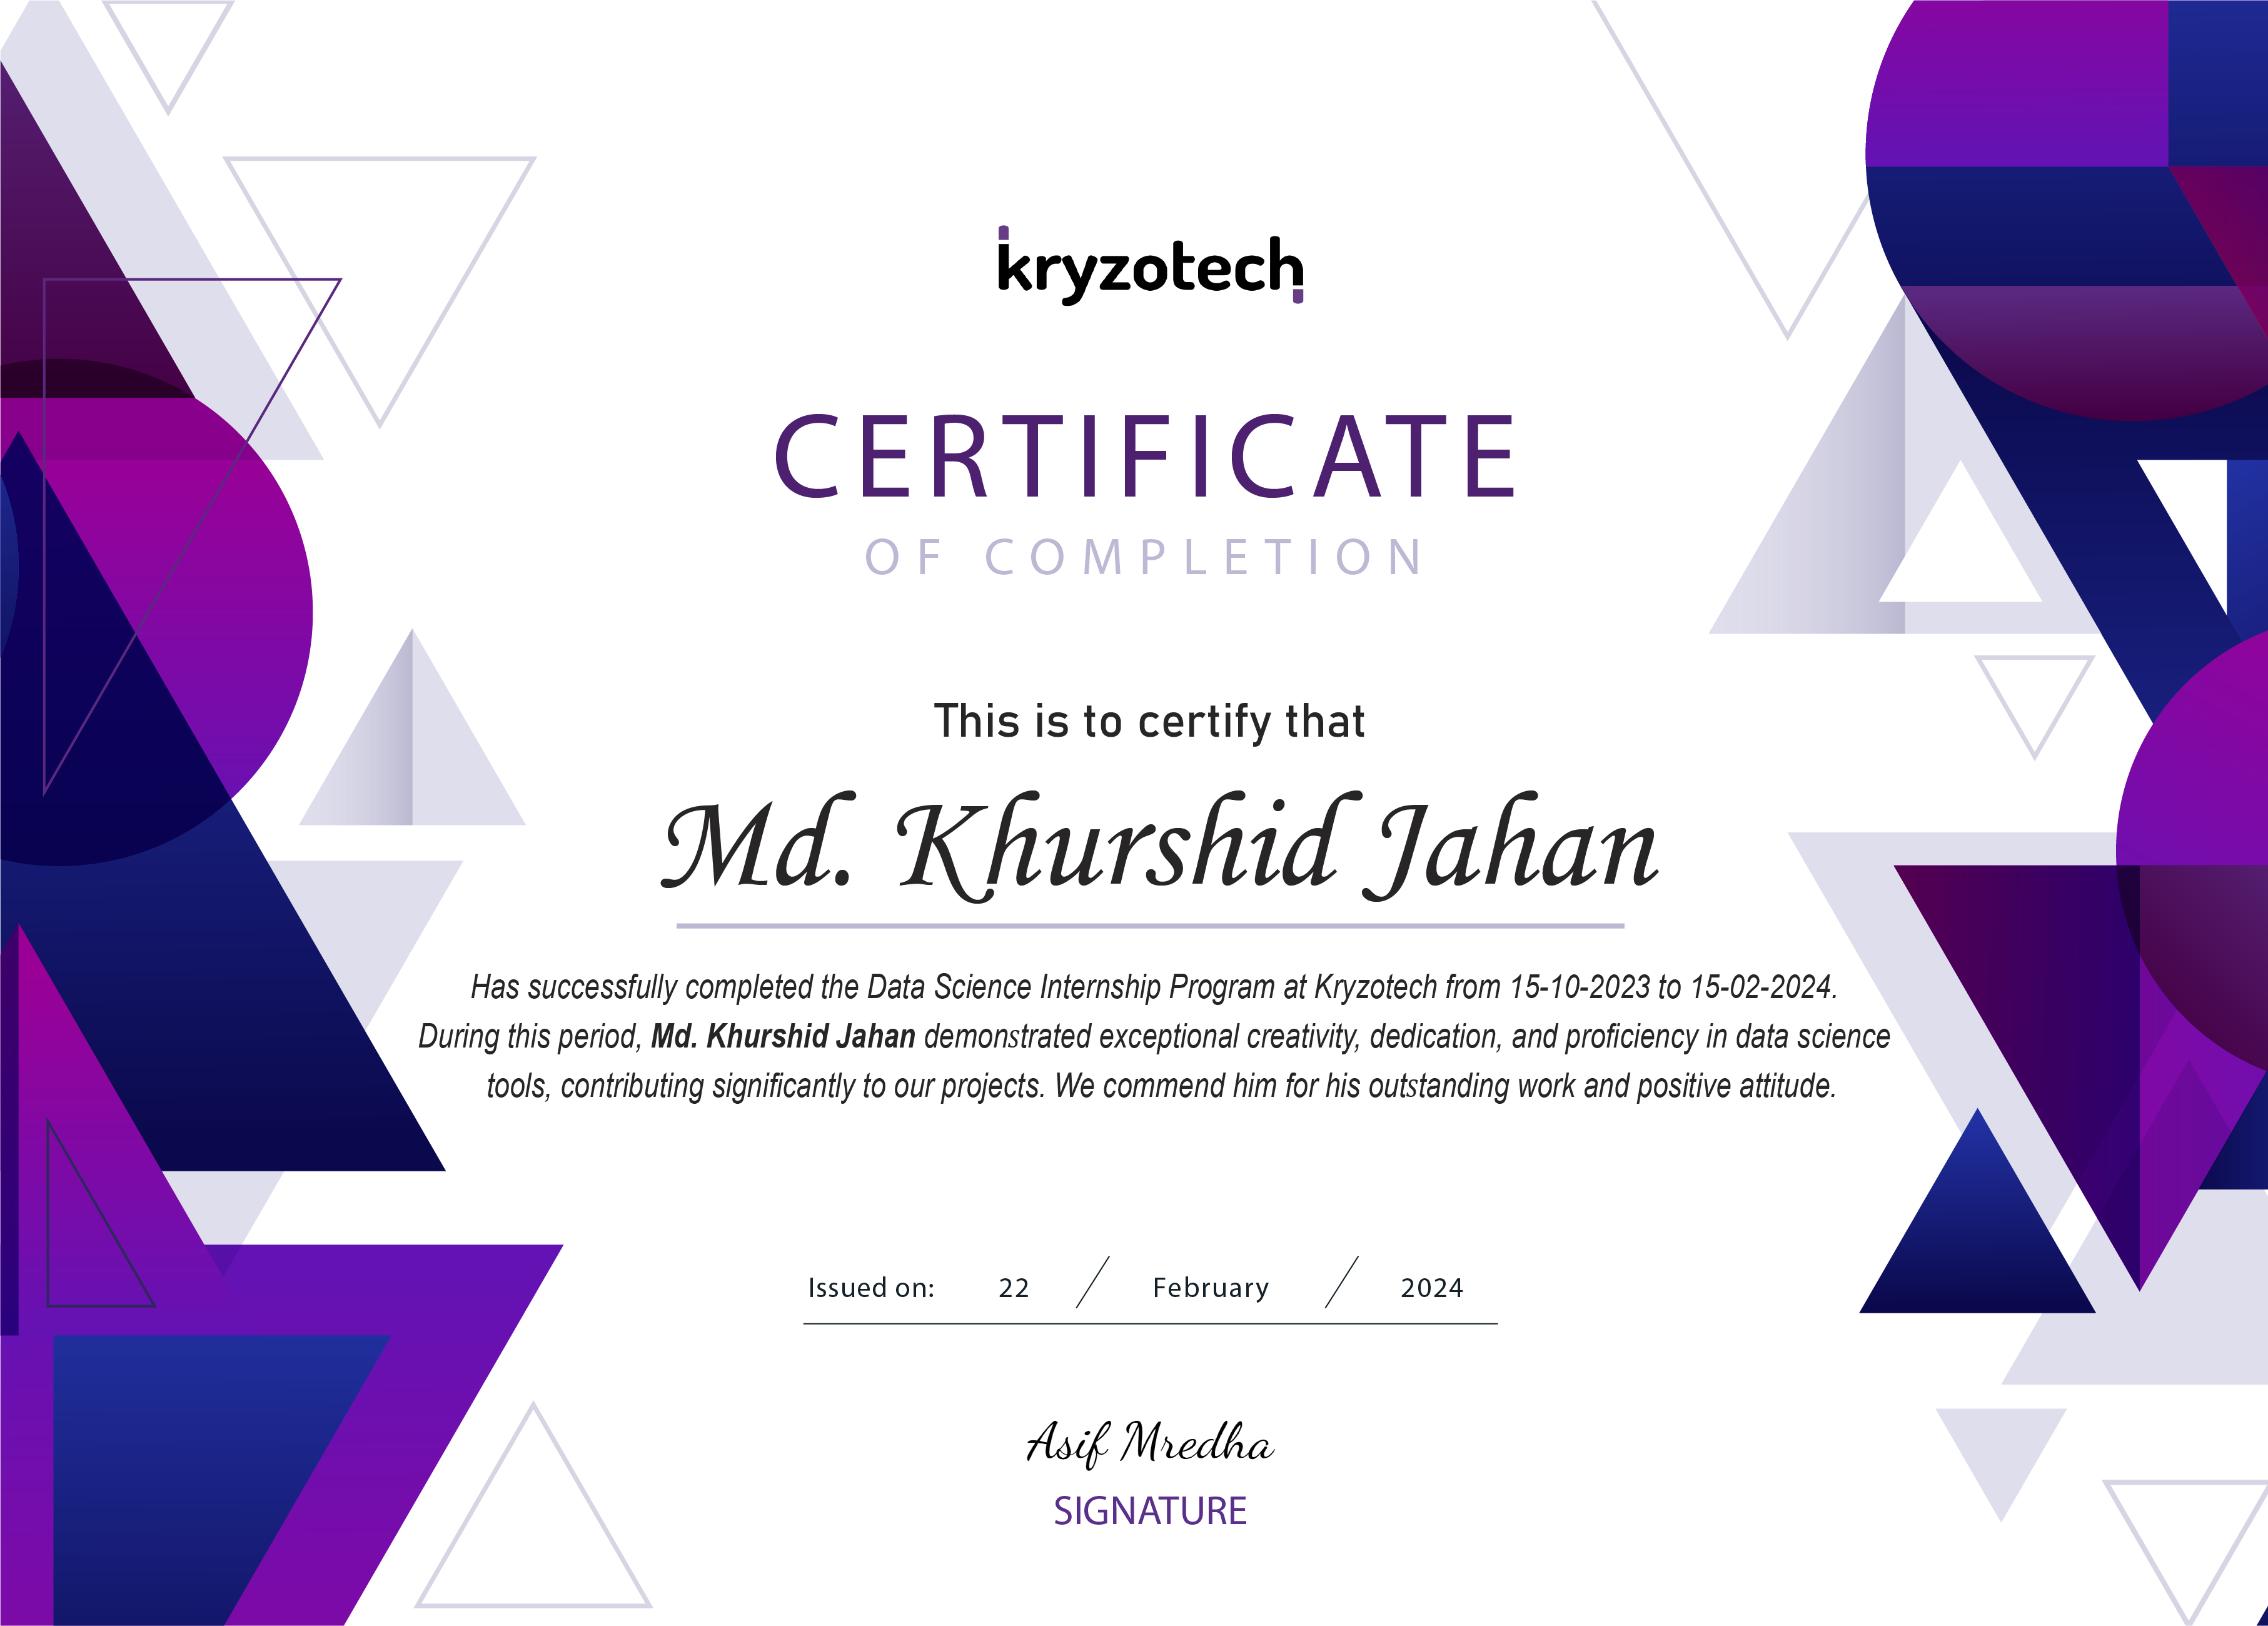 kryzotech
CERTIFICATE
OF COMPLETION
This is to certify that
Md. Khurshid Jahan
Has successfully completed the Data Science Internship Program at Kryzotech from 15-10-2023 to 15-02-2024.
During this period, Md. Khurshid Jahan demonstrated exceptional creativity, dedication, and proficiency in data science
tools, contributing significantly to our projects. We commend him for his outstanding work and positive attitude.
Issued on: 22 / February / 2024
Asif Mredha
SIGNATURE